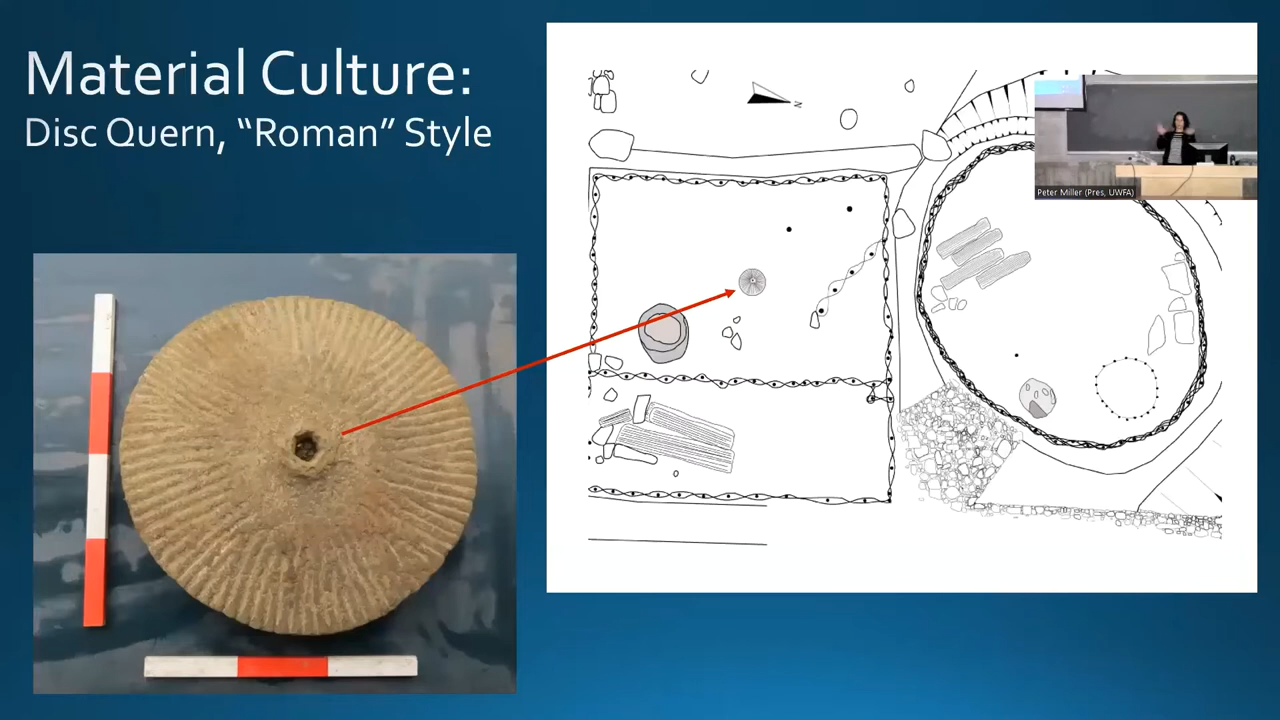 Material Culture:
Disc Quern, “Roman” Style
N
Peter Miller (Pres, UWFA)